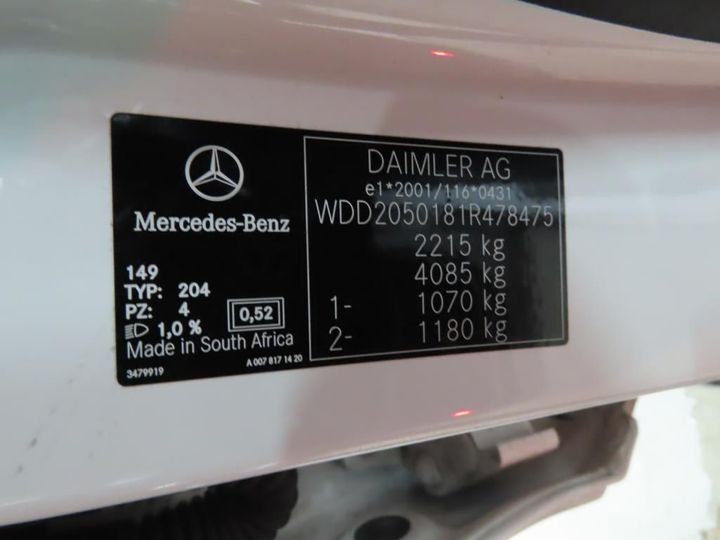 Mercedes-Benz
149
TYP: 204
PZ: 4
1,0 %
0,52
Made in South Africa
3479919
A 007 817 14 20
DAIMLER AG
e1*2001/116*0431
WDD2050181R478475
2215 kg
4085 kg
1- 1070 kg
2- 1180 kg